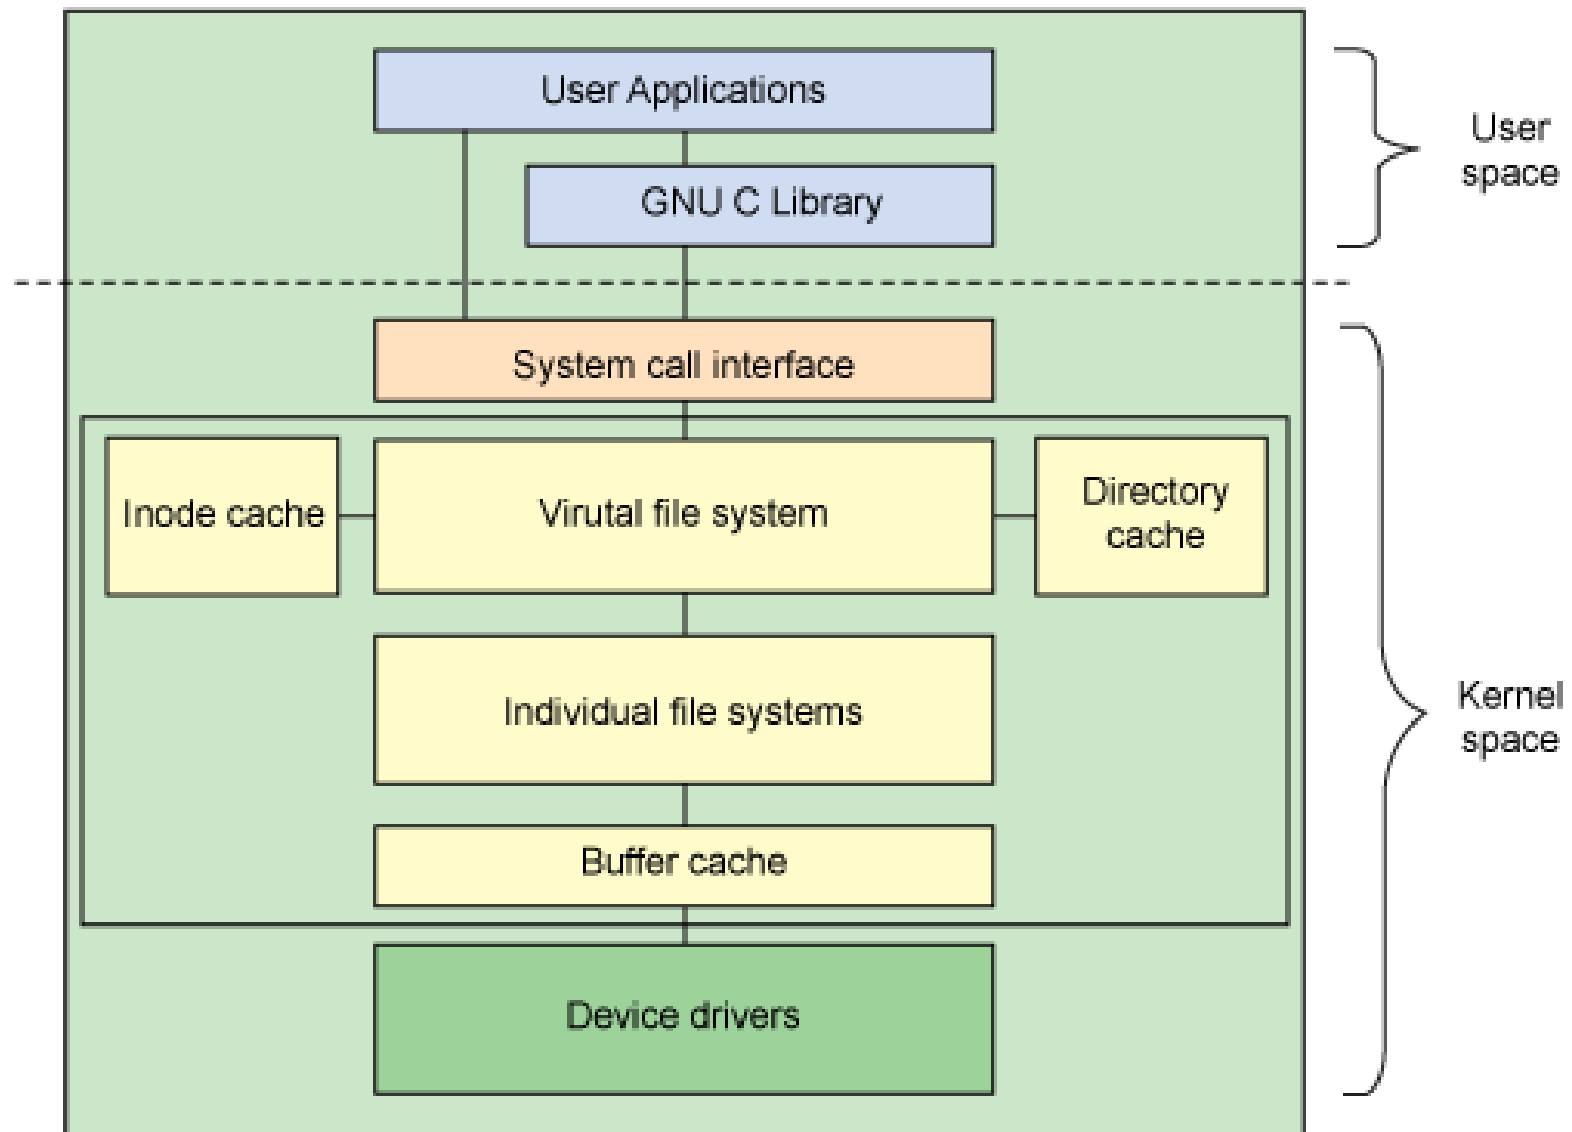 User Applications
User
space
GNU C Library
System call interface
Inode cache
Virutal file system
Directory
cache
Individual file systems
Kernel
space
Buffer cache
Device drivers